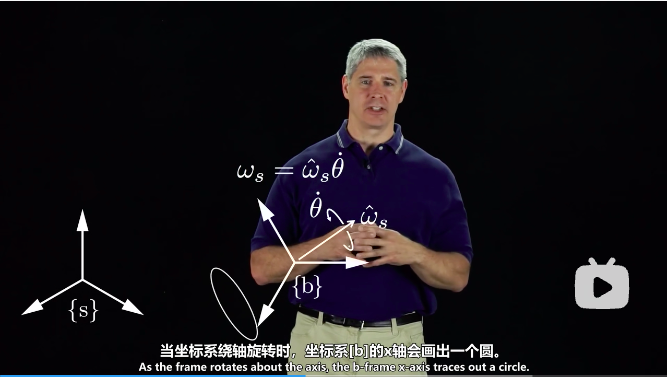 ω_s = ω̂_s θ̇
θ̇
ω̂_s
{b}
{s}
当坐标系绕轴旋转时，坐标系[b]的x轴会画出一个圆。
As the frame rotates about the axis, the b-frame x-axis traces out a circle.